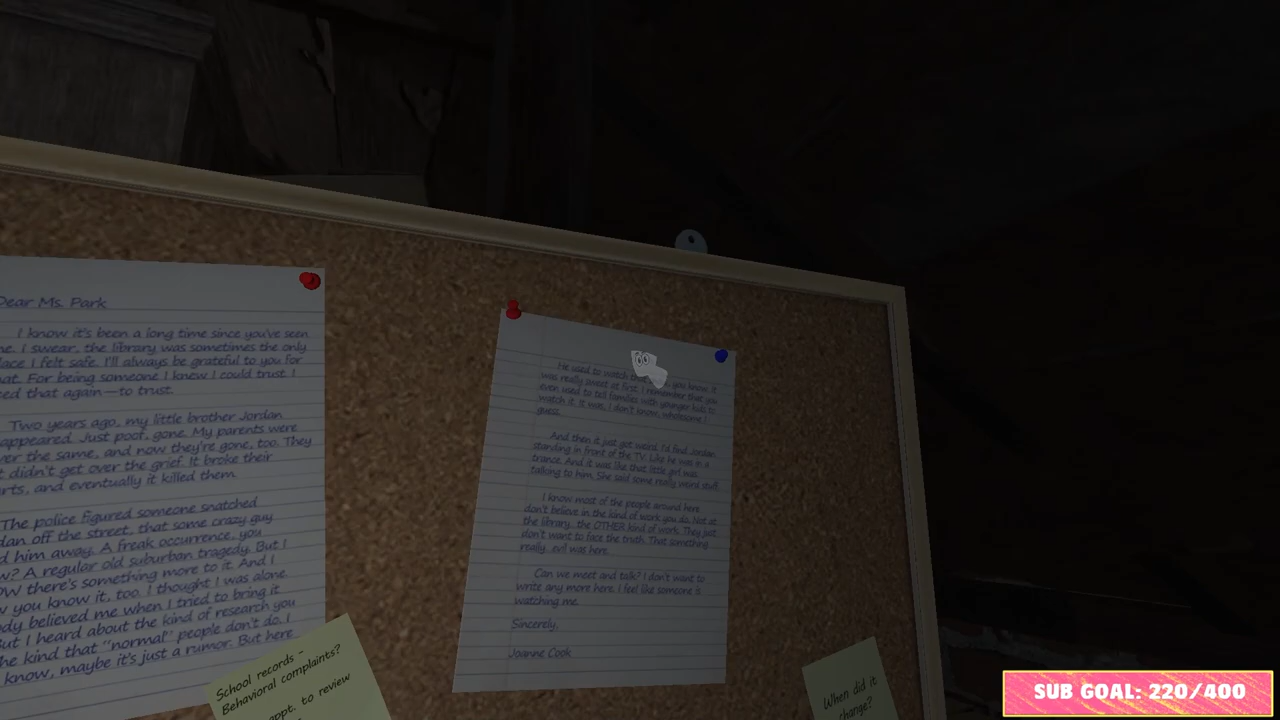 Dear Ms. Park
I know it's been a long time since you've seen
me. I swear, the library was sometimes the only
place I felt safe. I'll always be grateful to you for
that. For being someone I knew I could trust. I
need that again—to trust.
Two years ago, my little brother Jordan
disappeared. Just poof, gone. My parents were
never the same, and now they're gone, too. They
didn't get over the grief. It broke their
hearts, and eventually it killed them.
The police figured someone snatched
Jordan off the street, that some crazy guy
him away. A freak occurrence, you
A regular old suburban tragedy. But I
KNOW there's something more to it. And I
you know it, too. I thought I was alone.
Nobody believed me when I tried to bring it
But I heard about the kind of research you
The kind that "normal" people don't do. I
know, maybe it's just a rumor. But here
School records -
Behavioral complaints?
appt. to review
He used to watch that you know it
was really sweet at first. I remember that you
even used to tell families with younger kids to
watch it. It was, I don't know, wholesome I
guess.
And then it just got weird. I'd find Jordan
standing in front of the TV. Like he was in a
trance. And it was like that little girl was
talking to him. She said some really weird stuff.
I know most of the people around here
don't believe in the kind of work you do. Not at
the library...the OTHER kind of work. They just
don't want to face the truth. That something
really...evil was here.
Can we meet and talk? I don't want to
write any more here. I feel like someone is
watching me.
Sincerely,
Joanne Cook
When did it
change?
SUB GOAL: 220/400